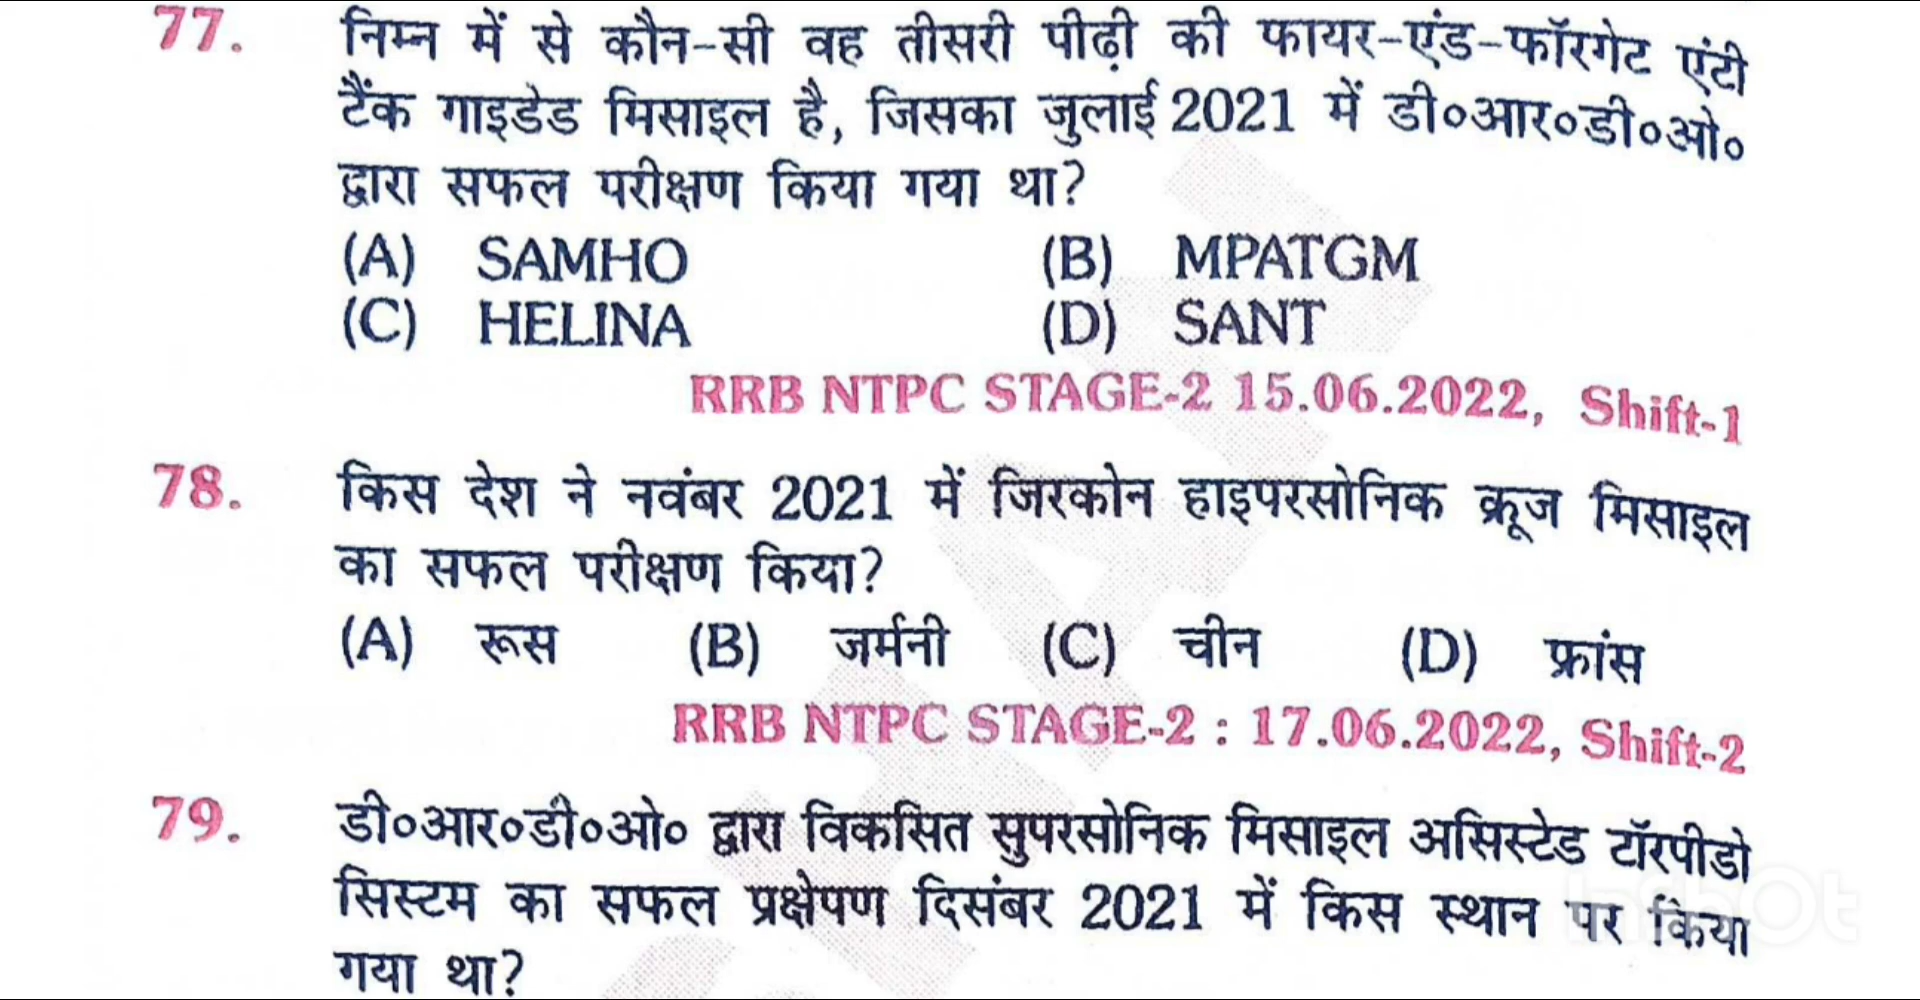 77. निम्न में से कौन-सी वह तीसरी पीढ़ी की फायर-एंड-फॉरगेट एंटी
टैंक गाइडेड मिसाइल है, जिसका जुलाई 2021 में डी०आर०डी०ओ०
द्वारा सफल परीक्षण किया गया था?
(A) SAMHO (B) MPATGM
(C) HELINA (D) SANT
RRB NTPC STAGE-2 15.06.2022, Shift-1
78. किस देश ने नवंबर 2021 में जिरकोन हाइपरसोनिक क्रूज मिसाइल
का सफल परीक्षण किया?
(A) रूस (B) जर्मनी (C) चीन (D) फ्रांस
RRB NTPC STAGE-2 : 17.06.2022, Shift-2
79. डी०आर०डी०ओ० द्वारा विकसित सुपरसोनिक मिसाइल असिस्टेड टॉरपीडो
सिस्टम का सफल प्रक्षेपण दिसंबर 2021 में किस स्थान पर किया
गया था?
InShOt